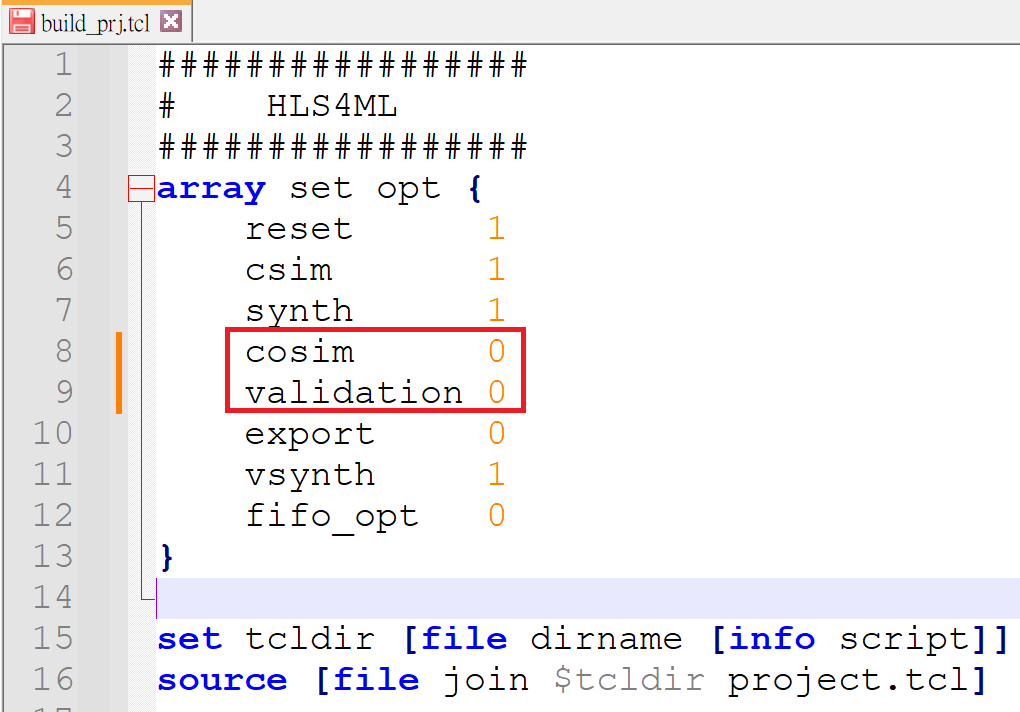 build_prj.tcl
1 #################
2 #    HLS4ML
3 #################
4 array set opt {
5     reset      1
6     csim       1
7     synth      1
8     cosim      0
9     validation 0
10     export     0
11     vsynth     1
12     fifo_opt   0
13 }
14
15 set tcldir [file dirname [info script]]
16 source [file join $tcldir project.tcl]